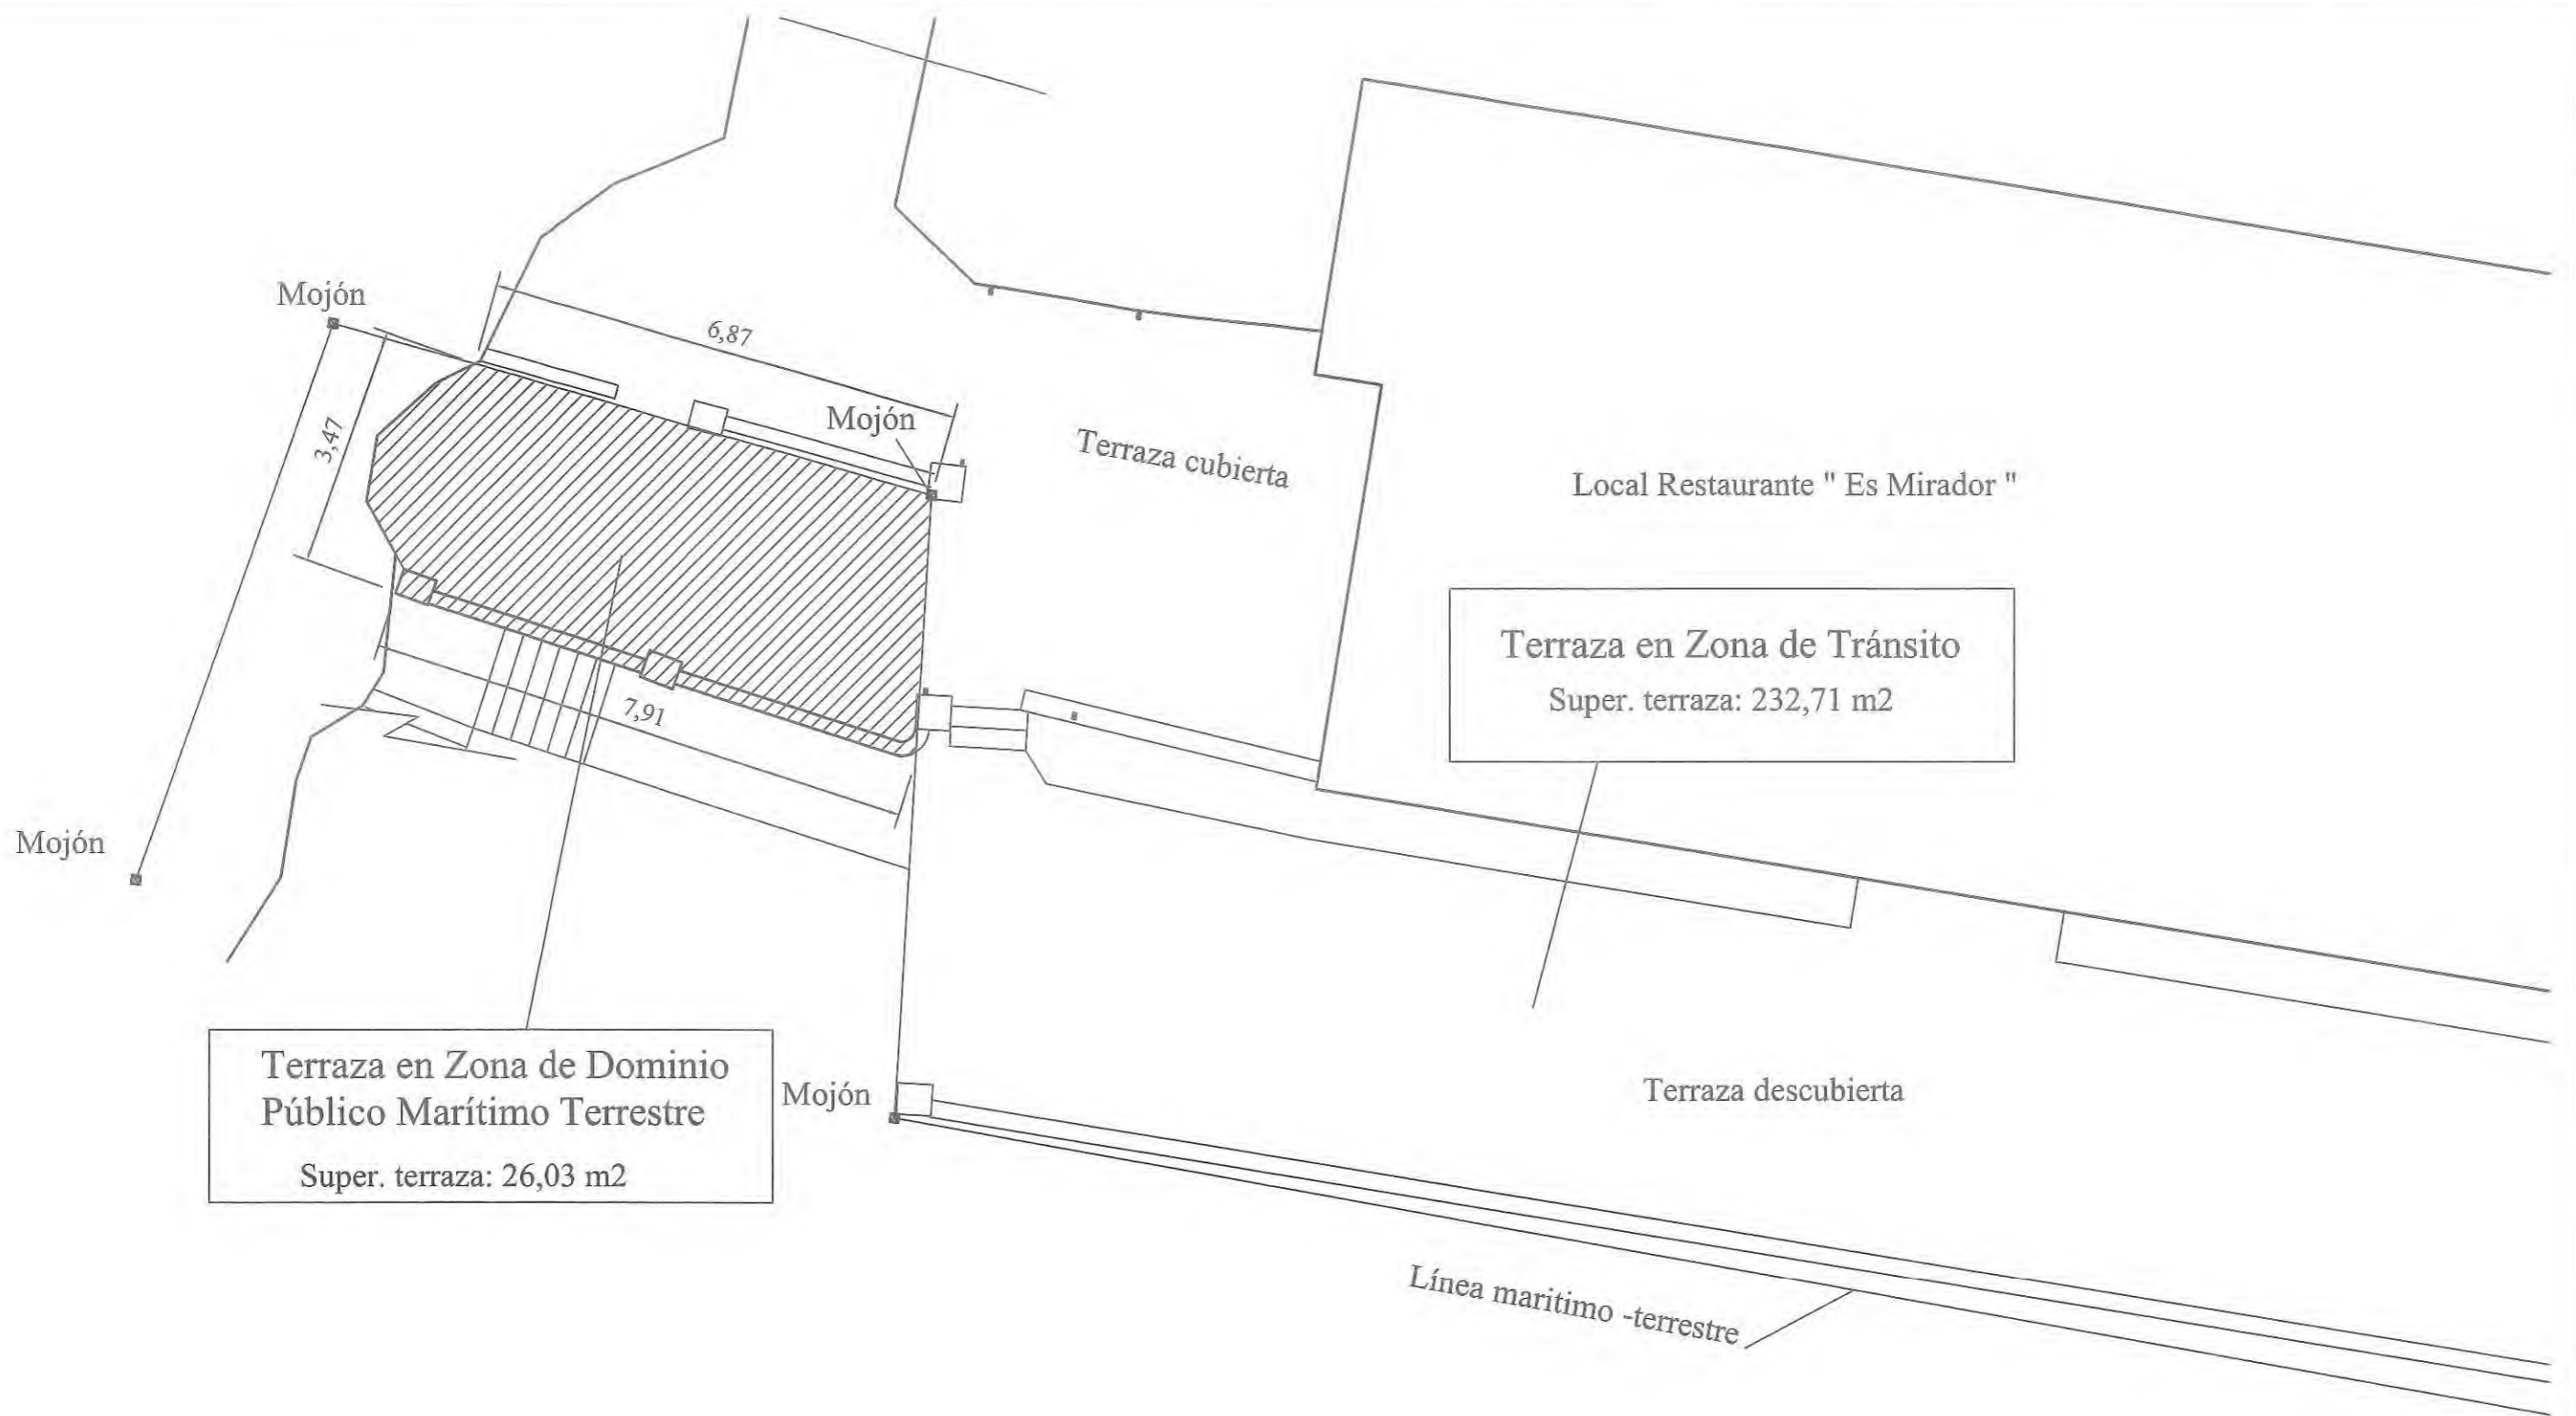 Mojón
6,87
Mojón
3,47
Terraza cubierta
Local Restaurante " Es Mirador "
Terraza en Zona de Tránsito
Super. terraza: 232,71 m2
7,91
Mojón
Terraza en Zona de Dominio
Público Marítimo Terrestre
Super. terraza: 26,03 m2
Mojón
Terraza descubierta
Línea maritimo -terrestre